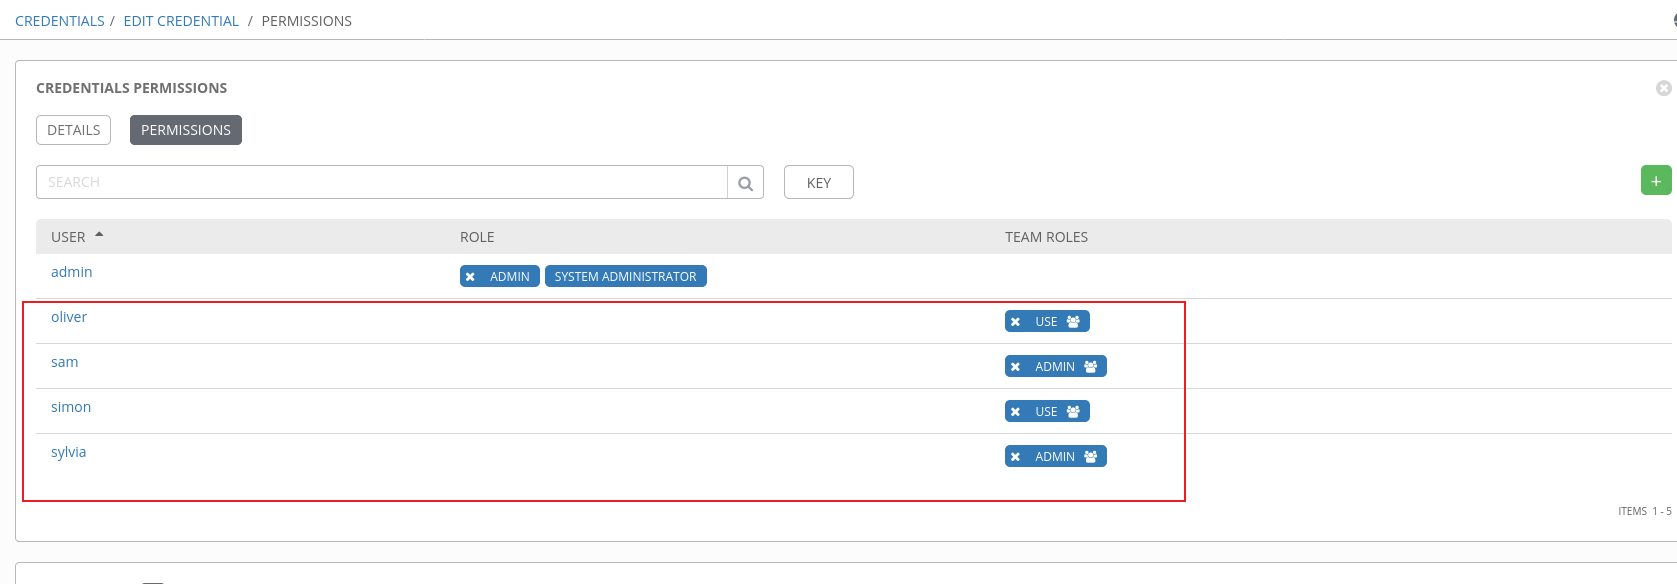 CREDENTIALS / EDIT CREDENTIAL / PERMISSIONS
CREDENTIALS PERMISSIONS
DETAILS PERMISSIONS
SEARCH KEY +
USER ROLE TEAM ROLES
admin ADMIN SYSTEM ADMINISTRATOR
oliver USE
sam ADMIN
simon USE
sylvia ADMIN
ITEMS 1 - 5